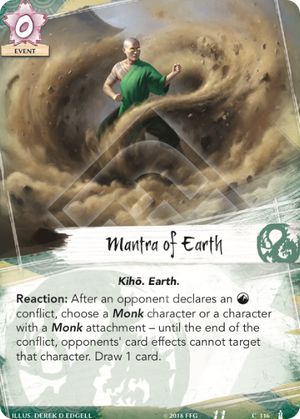 0
EVENT
Mantra of Earth
Kihō. Earth.
Reaction: After an opponent declares an
conflict, choose a Monk character or a character
with a Monk attachment – until the end of the
conflict, opponents' card effects cannot target
that character. Draw 1 card.
ILLUS. DEREK D EDGELL
©2018 FFG
C 116